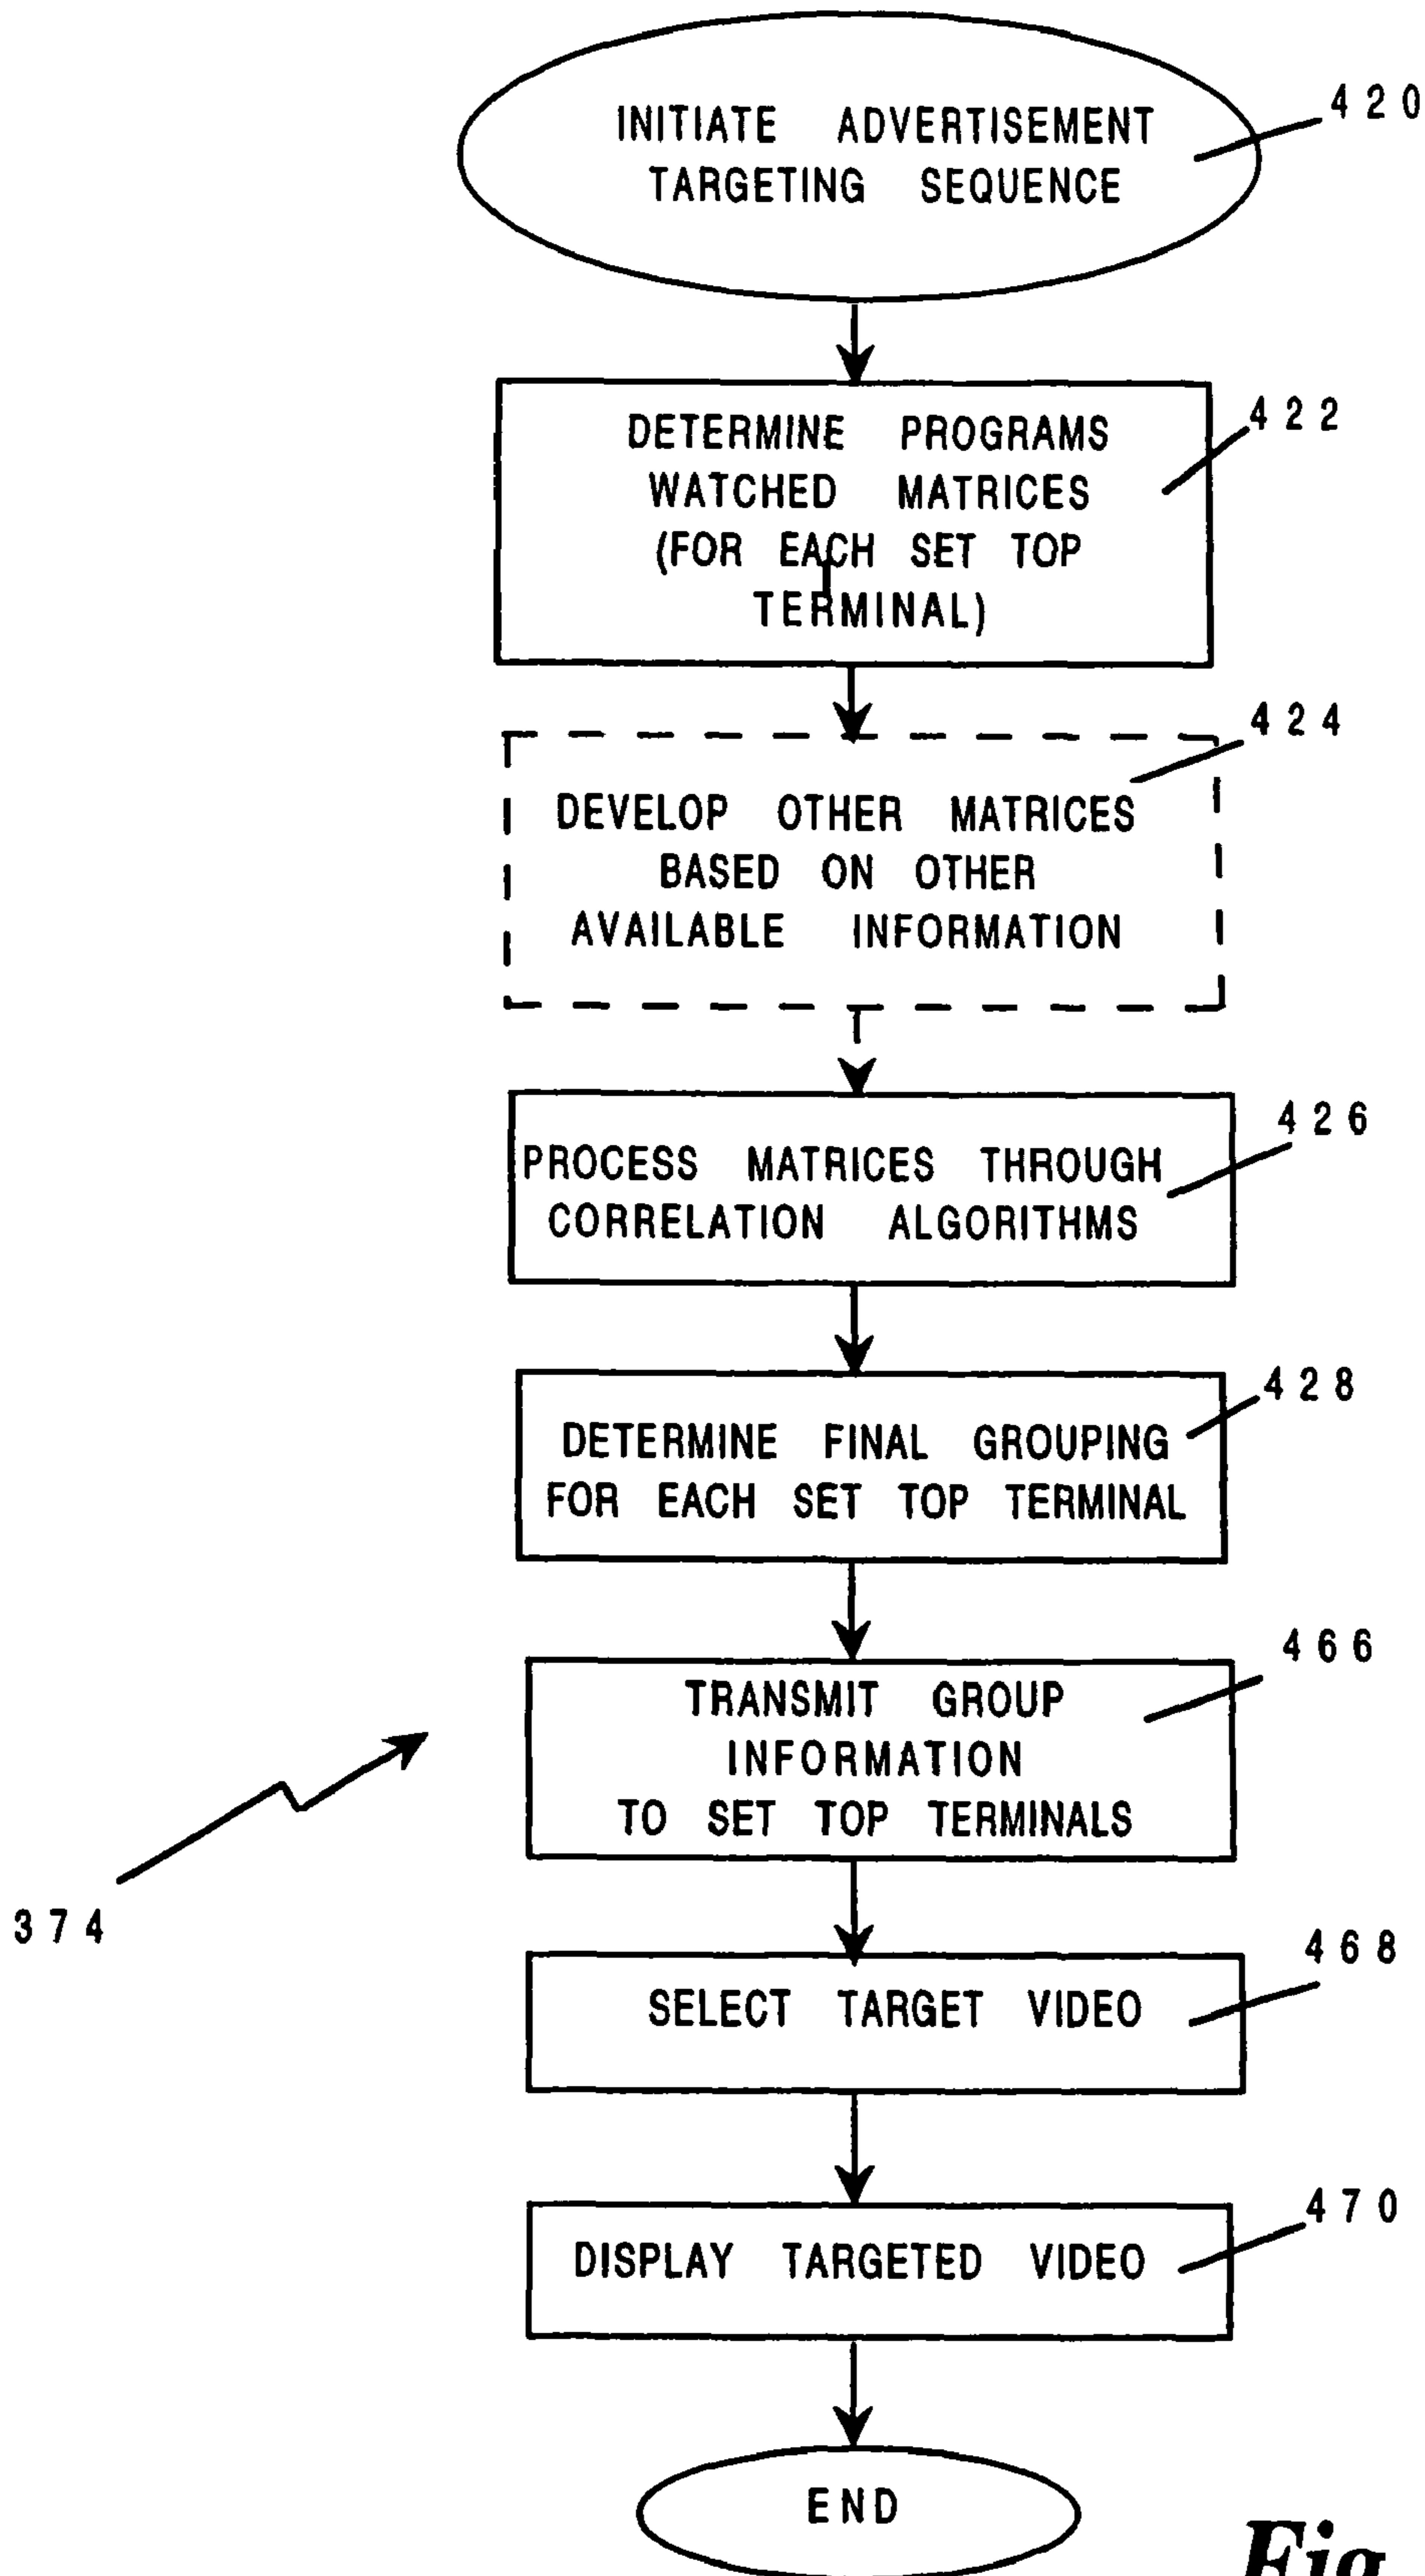 INITIATE ADVERTISEMENT
TARGETING SEQUENCE
420
DETERMINE PROGRAMS
WATCHED MATRICES
(FOR EACH SET TOP
TERMINAL)
422
424
DEVELOP OTHER MATRICES
BASED ON OTHER
AVAILABLE INFORMATION
426
PROCESS MATRICES THROUGH
CORRELATION ALGORITHMS
428
DETERMINE FINAL GROUPING
FOR EACH SET TOP TERMINAL
466
TRANSMIT GROUP
INFORMATION
TO SET TOP TERMINALS
374
468
SELECT TARGET VIDEO
470
DISPLAY TARGETED VIDEO
END
Fig